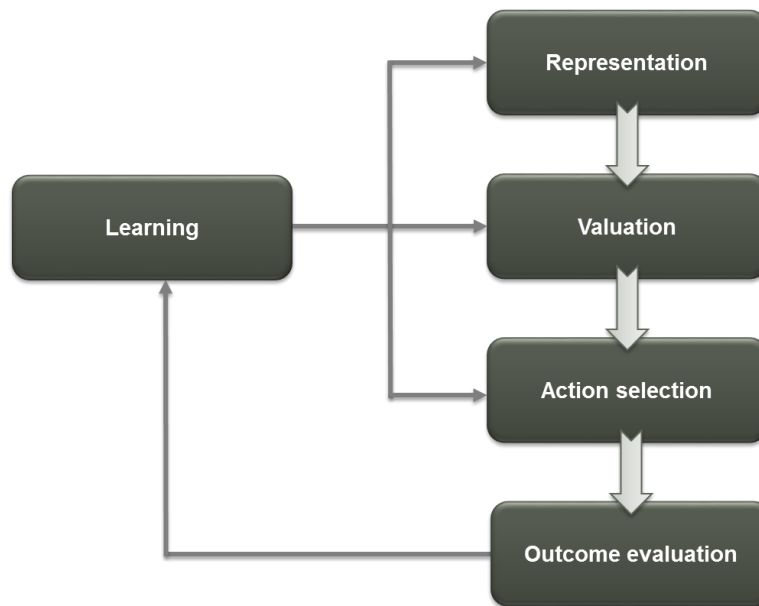 Representation
Learning
Valuation
Action selection
Outcome evaluation